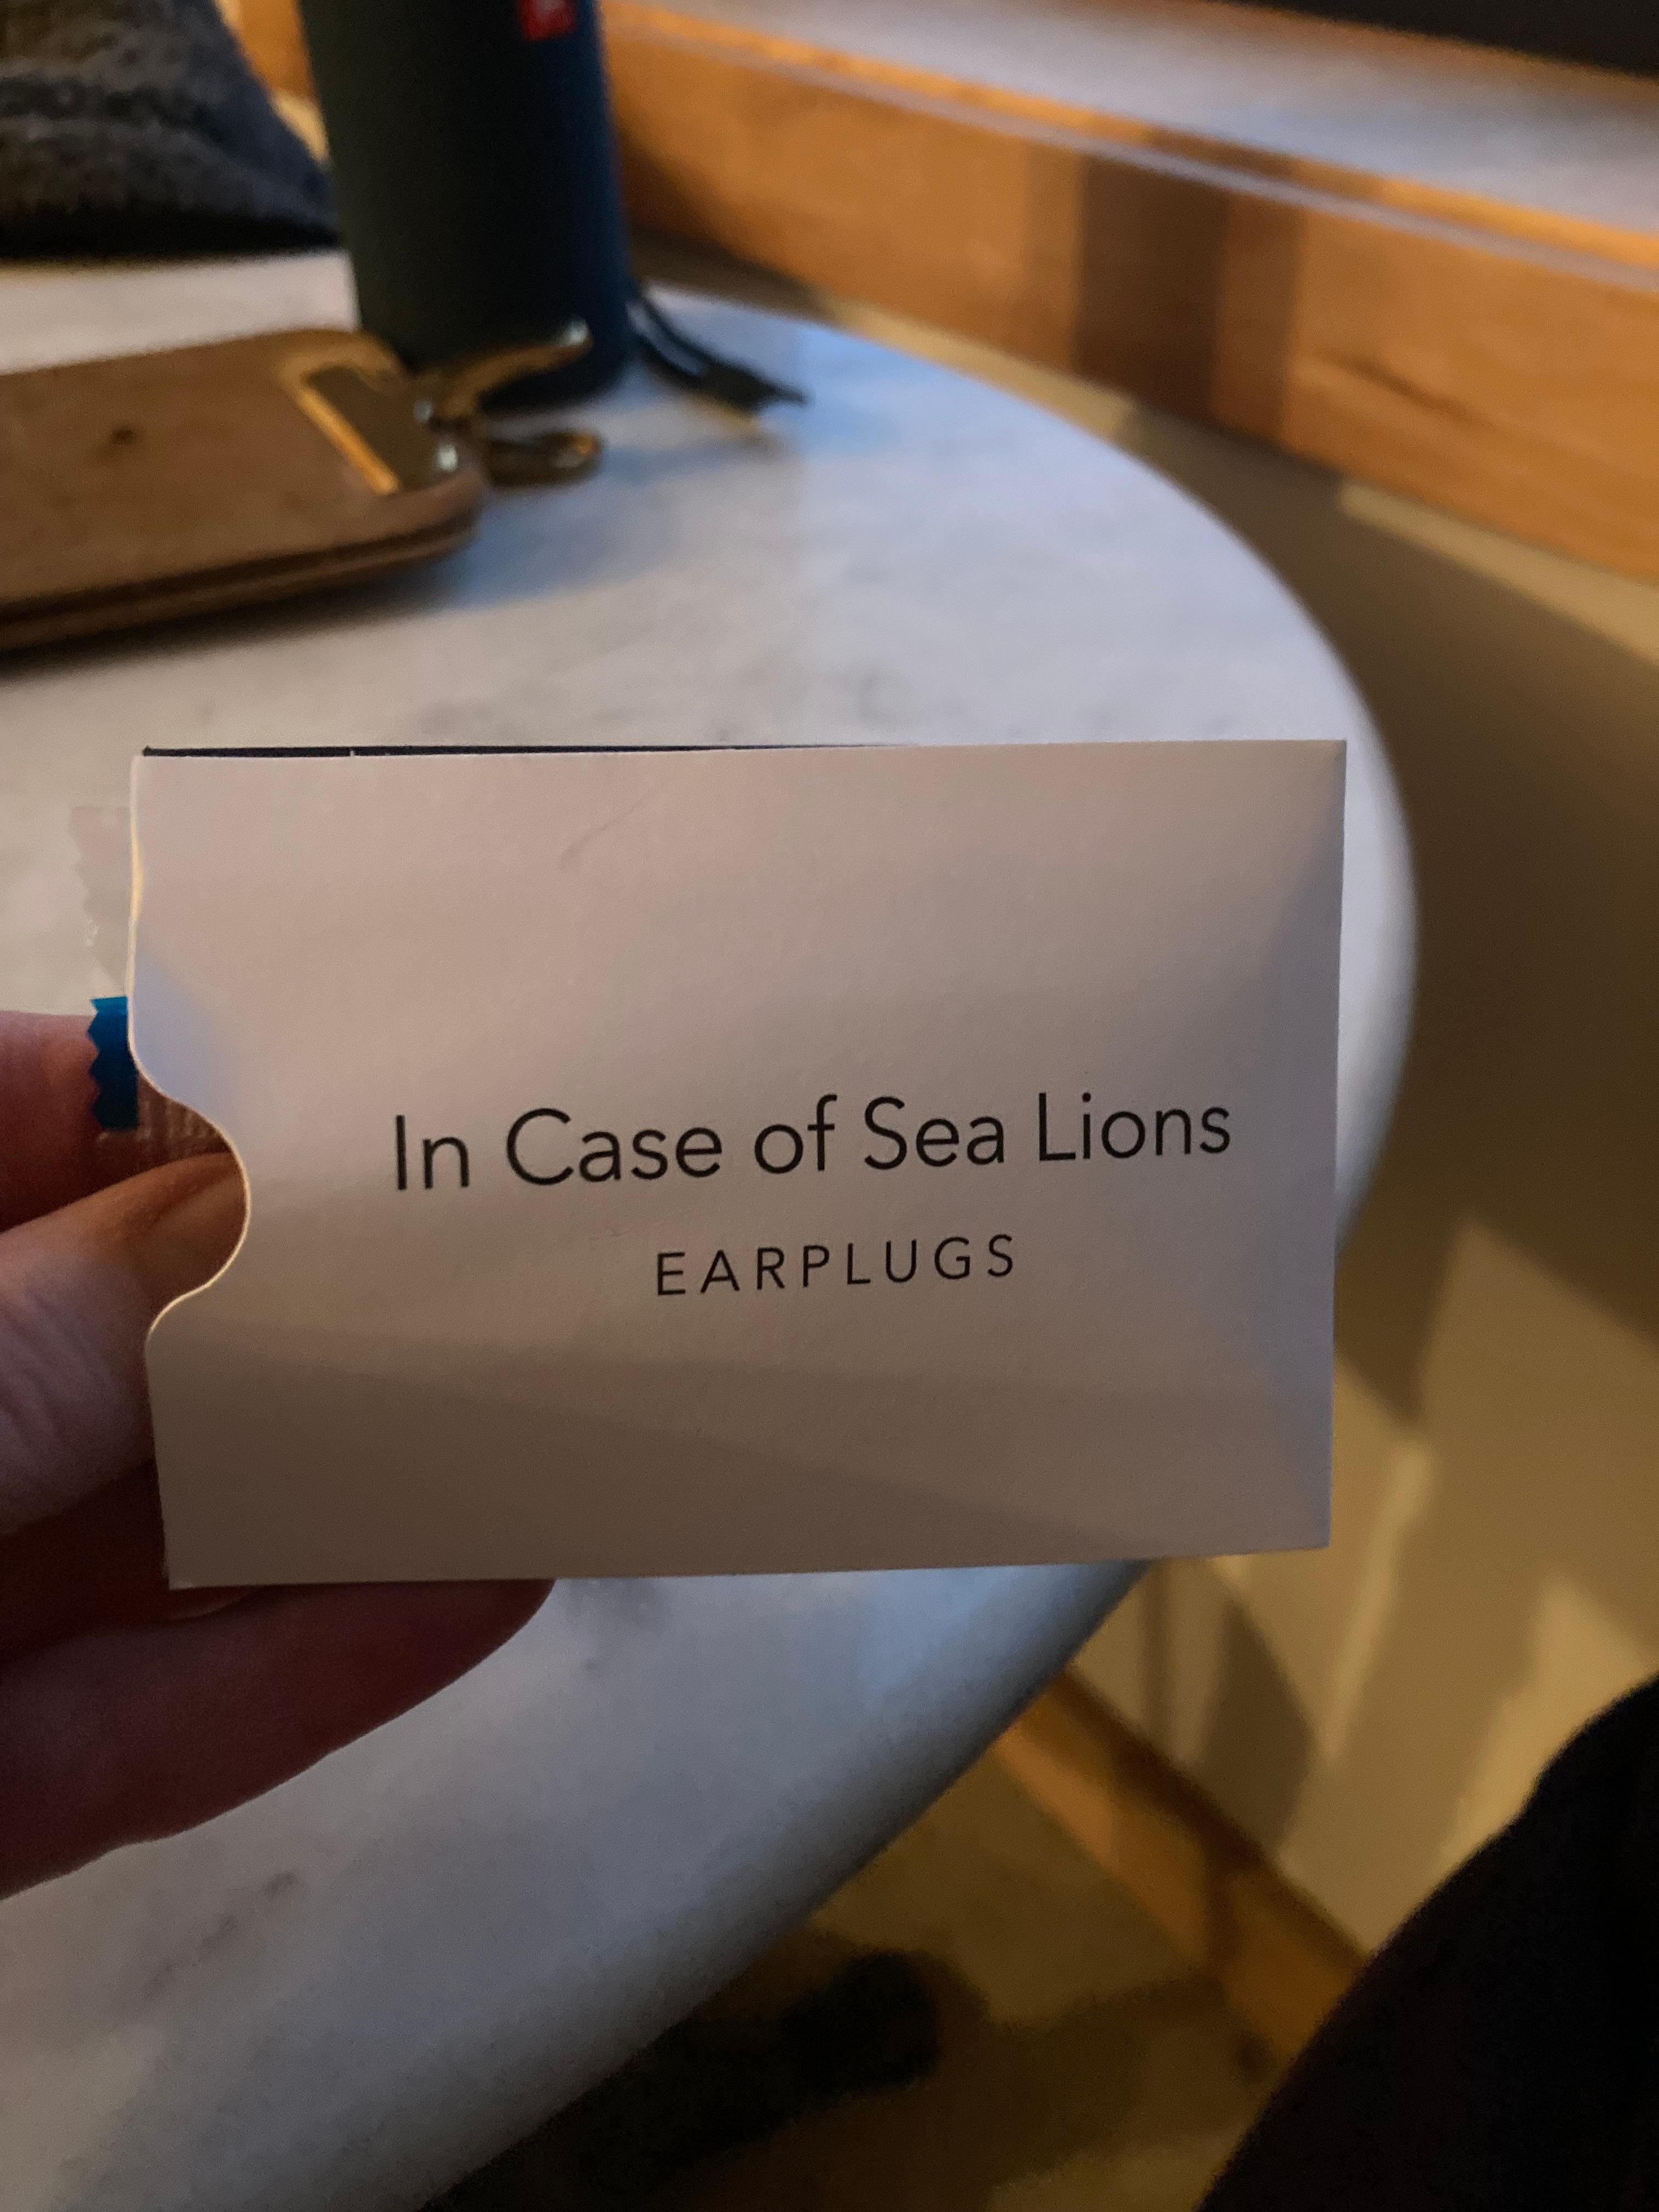 In Case of Sea Lions
EARPLUGS